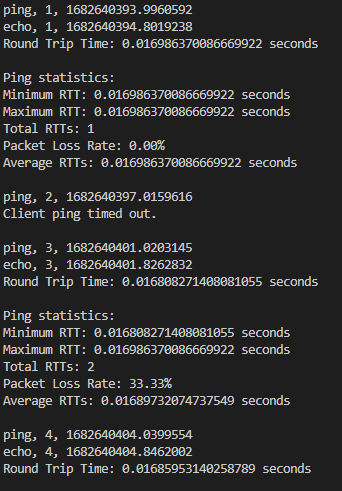 ping, 1, 1682640393.9960592
echo, 1, 1682640394.8019238
Round Trip Time: 0.016986370086669922 seconds
Ping statistics:
Minimum RTT: 0.016986370086669922 seconds
Maximum RTT: 0.016986370086669922 seconds
Total RTTs: 1
Packet Loss Rate: 0.00%
Average RTTs: 0.016986370086669922 seconds
ping, 2, 1682640397.0159616
Client ping timed out.
ping, 3, 1682640401.0203145
echo, 3, 1682640401.8262832
Round Trip Time: 0.016808271408081055 seconds
Ping statistics:
Minimum RTT: 0.016808271408081055 seconds
Maximum RTT: 0.016986370086669922 seconds
Total RTTs: 2
Packet Loss Rate: 33.33%
Average RTTs: 0.01689732074737549 seconds
ping, 4, 1682640404.0399554
echo, 4, 1682640404.8462002
Round Trip Time: 0.01685953140258789 seconds